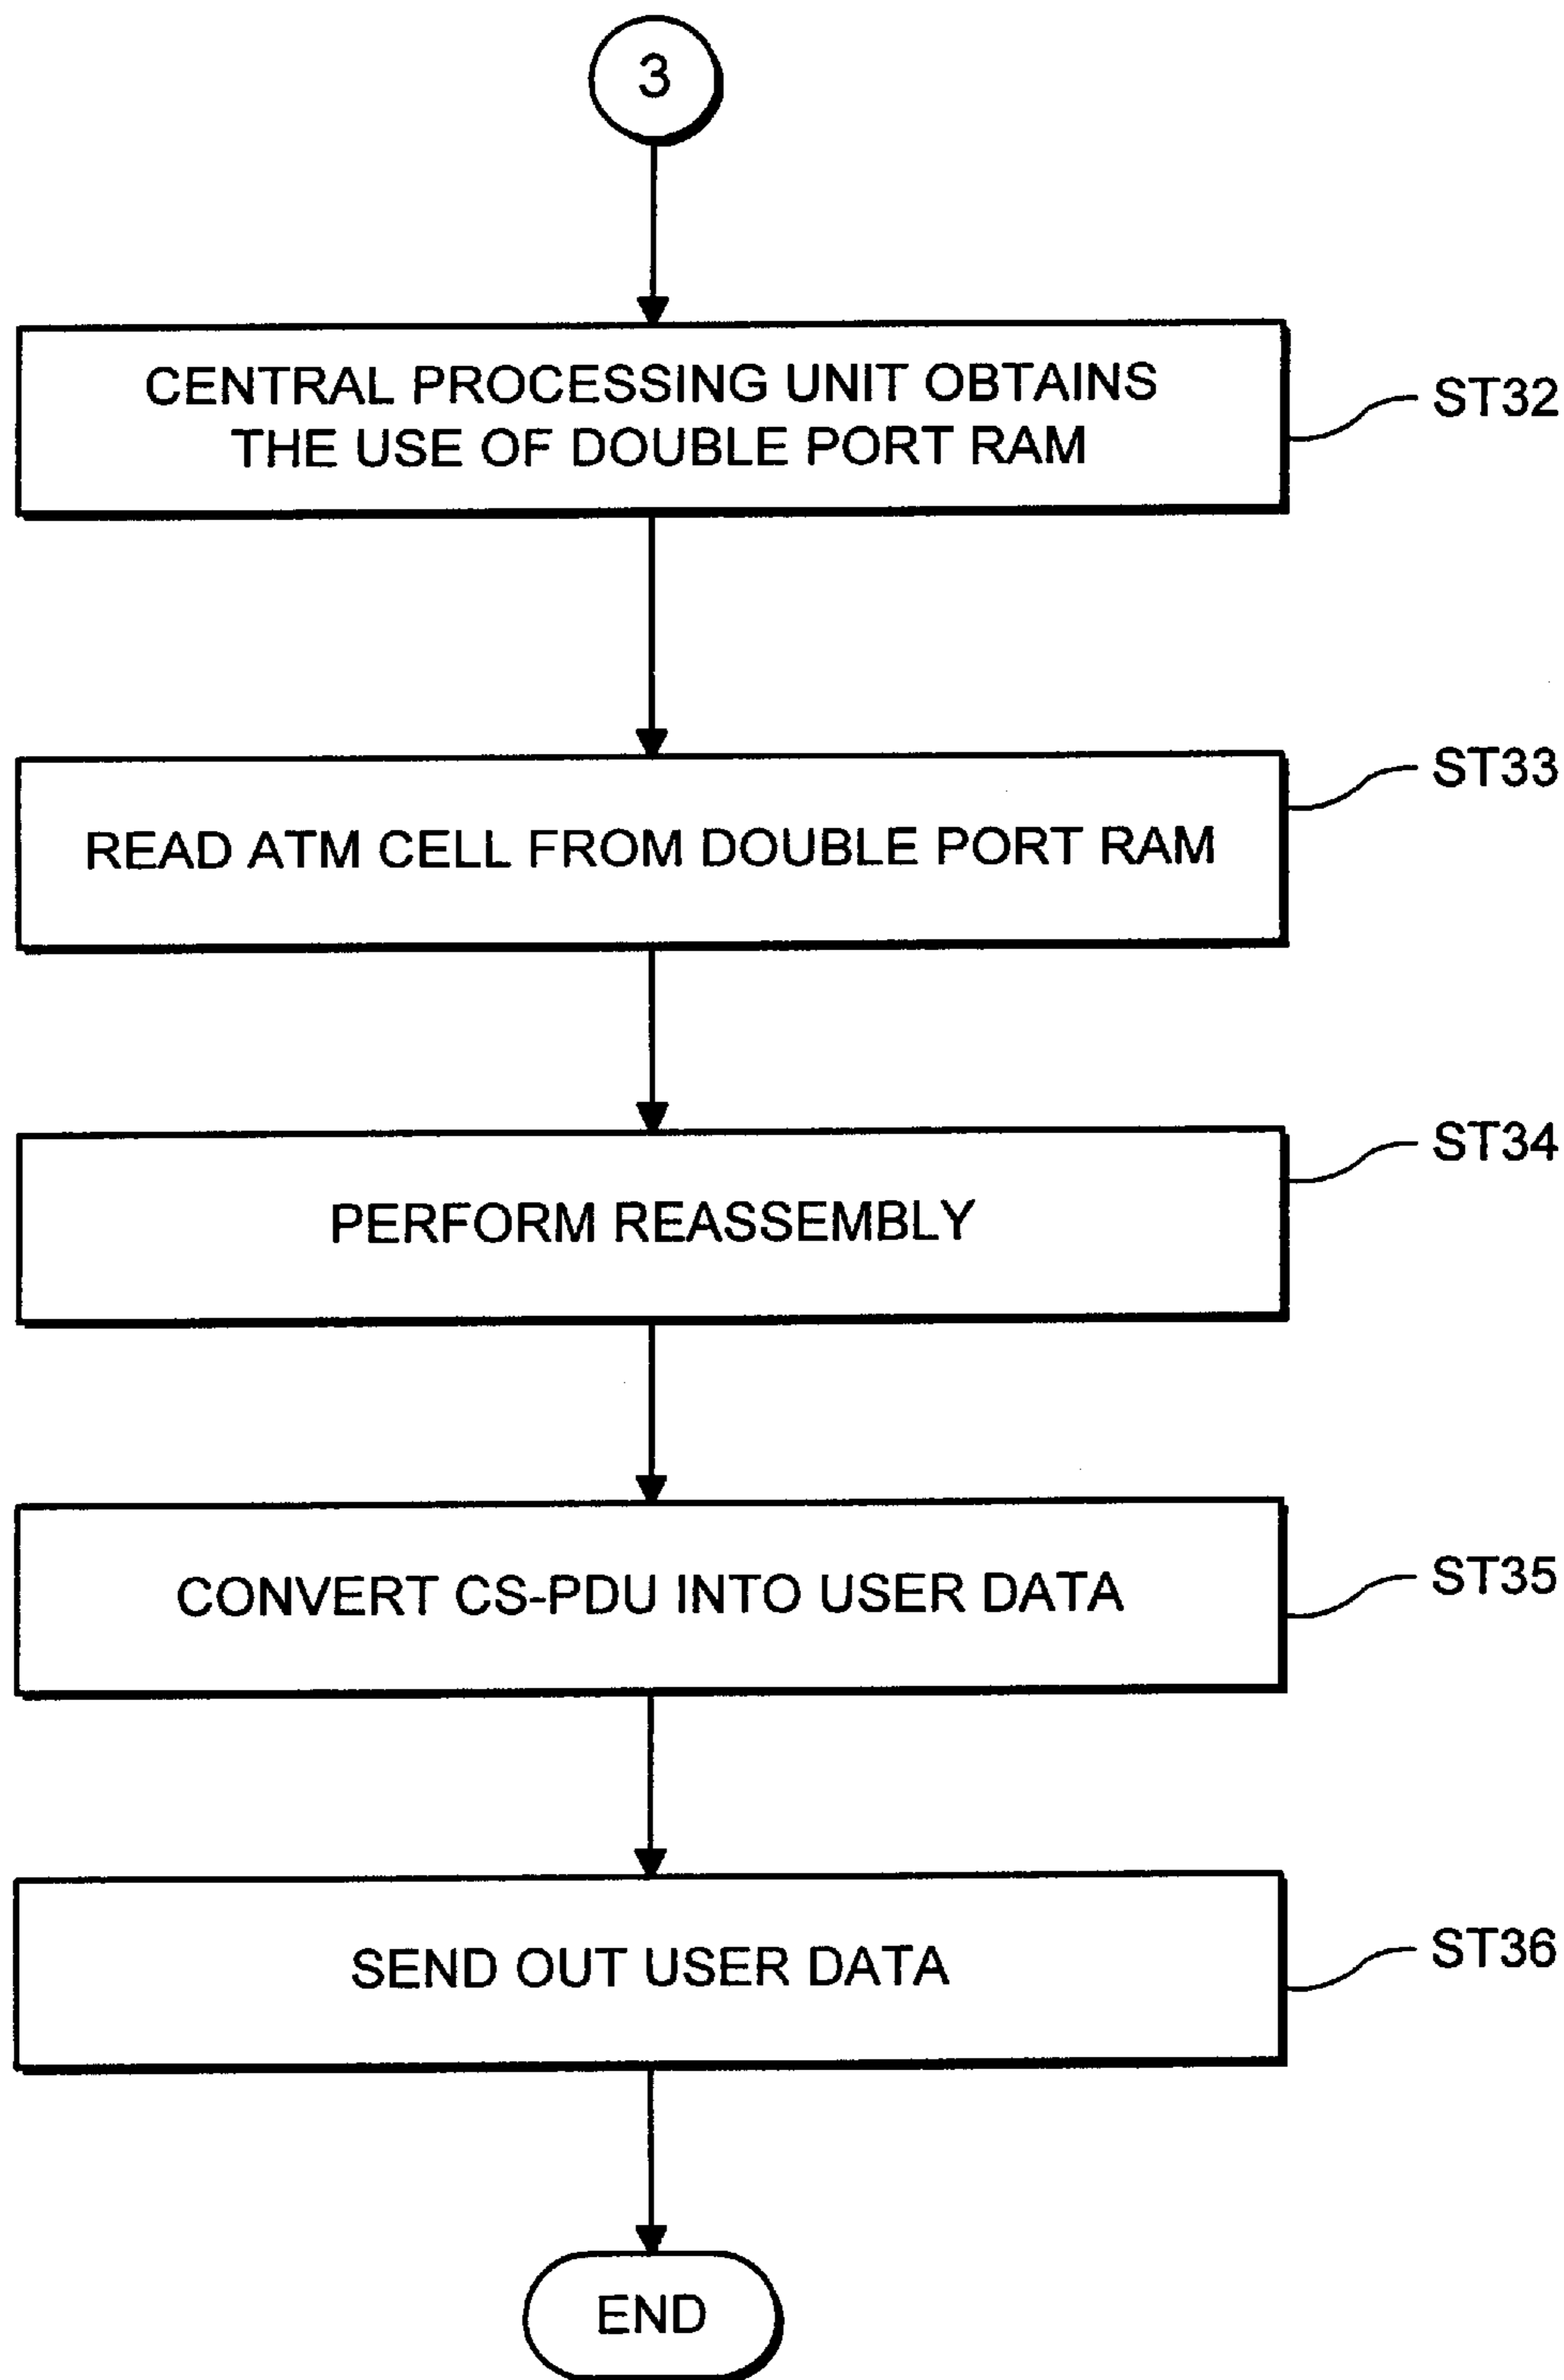 3
CENTRAL PROCESSING UNIT OBTAINS
THE USE OF DOUBLE PORT RAM
ST32
READ ATM CELL FROM DOUBLE PORT RAM
ST33
PERFORM REASSEMBLY
ST34
CONVERT CS-PDU INTO USER DATA
ST35
SEND OUT USER DATA
ST36
END